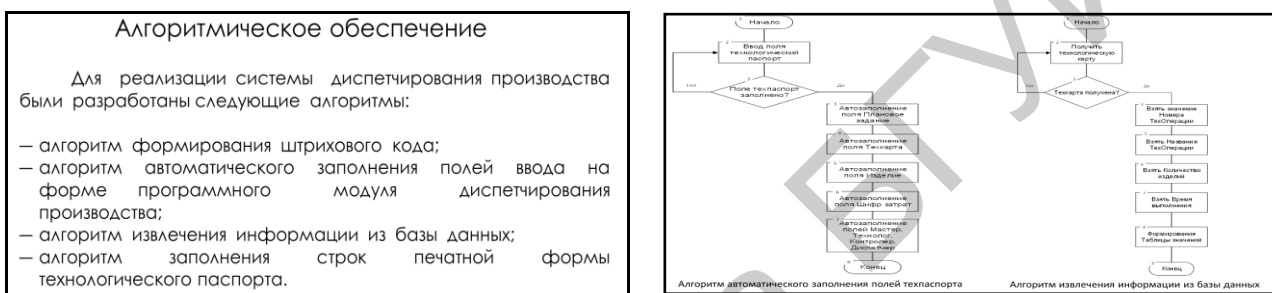 Алгоритмическое обеспечение
Для реализации системы диспетчирования производства
были разработаны следующие алгоритмы:
– алгоритм формирования штрихового кода;
– алгоритм автоматического заполнения полей ввода на
форме программного модуля диспетчирования
производства;
– алгоритм извлечения информации из базы данных;
– алгоритм заполнения строк печатной формы
технологического паспорта.
Начало
Ввод поля
технологический
паспорт
Поле техпаспорт
заполнено?
Да
Автозаполнение
поля Плановое
задание
Автозаполнение
поля Техкарта
Автозаполнение
поля Изделие
Автозаполнение
поля Шифр затрат
Автозаполнение
полей Мастер,
Технолог,
Контролер,
Диспетчер
Конец
Алгоритм автоматического заполнения полей техпаспорта
Начало
Получить
технологическую
карту
Техкарта получена?
Да
Взять значение
Номера
ТехОперации
Взять Название
ТехОперации
Взять Количество
изделий
Взять Время
выполнения
Формирование
Таблицы значений
Конец
Алгоритм извлечения информации из базы данных
БГУ